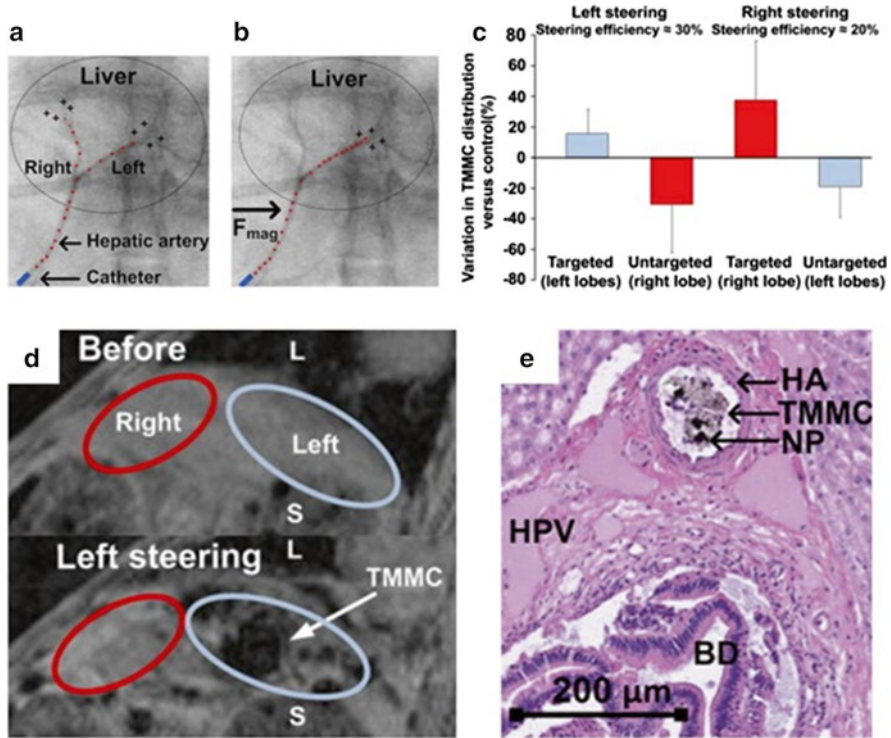 a
Liver
Right
Left
Hepatic artery
Catheter
b
Liver
Fmag
c
Left steering
Steering efficiency ≈ 30%
Right steering
Steering efficiency ≈ 20%
Variation in TMMC distribution
versus control(%)
80
60
40
20
0
-20
-40
-60
-80
Targeted
(left lobes)
Untargeted
(right lobe)
Targeted
(right lobe)
Untargeted
(left lobes)
d
Before
L
Right
Left
S
Left steering
L
TMMC
S
e
HA
TMMC
NP
HPV
BD
200 µm